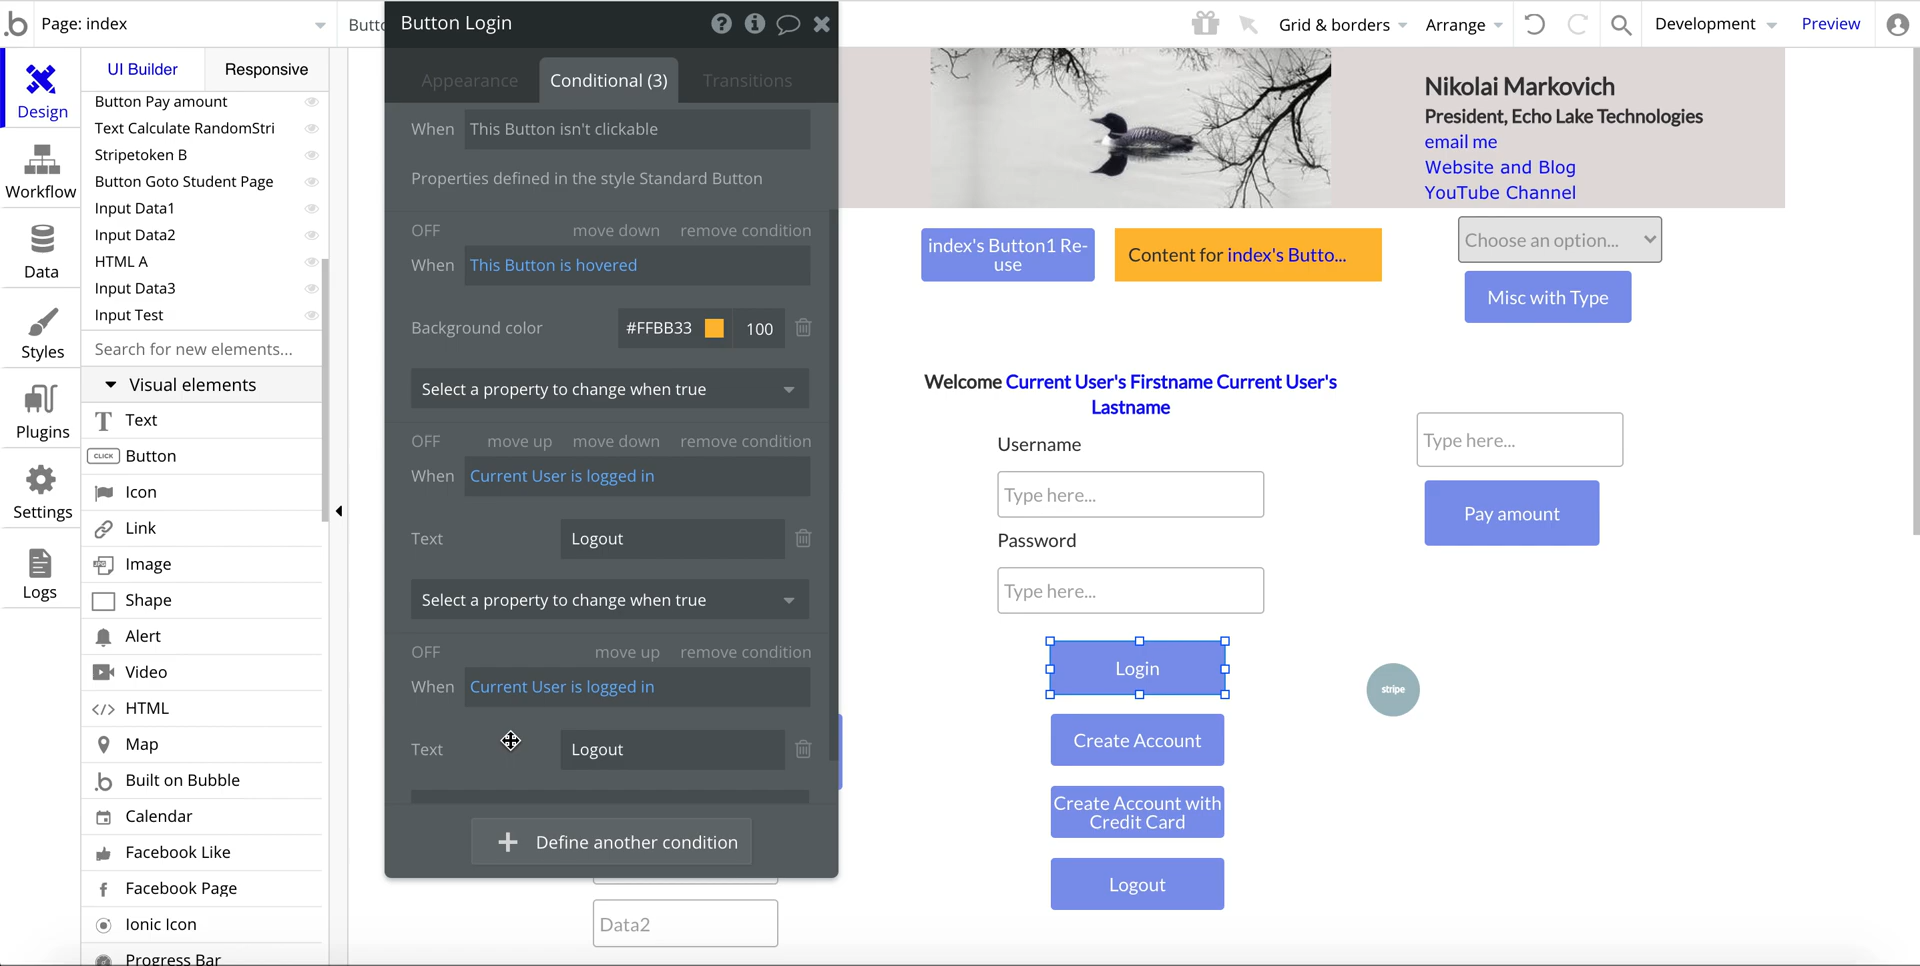 b
Page: index
Butto
Button Login
Grid & borders
Arrange
Development
Preview
Design
Workflow
Data
Styles
Plugins
Settings
Logs
UI Builder
Responsive
Button Pay amount
Text Calculate RandomStri
Stripetoken B
Button Goto Student Page
Input Data1
Input Data2
HTML A
Input Data3
Input Test
Search for new elements...
Visual elements
Text
CLICK Button
Icon
Link
Image
Shape
Alert
Video
</> HTML
Map
Built on Bubble
Calendar
Facebook Like
Facebook Page
Ionic Icon
Progress Bar
Appearance
Conditional (3)
Transitions
When This Button isn't clickable
Properties defined in the style Standard Button
OFF move down remove condition
When This Button is hovered
Background color #FFBB33 100
Select a property to change when true
OFF move up move down remove condition
When Current User is logged in
Text Logout
Select a property to change when true
OFF move up remove condition
When Current User is logged in
Text Logout
+ Define another condition
Nikolai Markovich
President, Echo Lake Technologies
email me
Website and Blog
YouTube Channel
index's Button1 Re-
use
Content for index's Butto...
Choose an option...
Misc with Type
Welcome Current User's Firstname Current User's
Lastname
Username
Type here...
Password
Type here...
Login
Create Account
Create Account with
Credit Card
Logout
Type here...
Pay amount
stripe
Data2